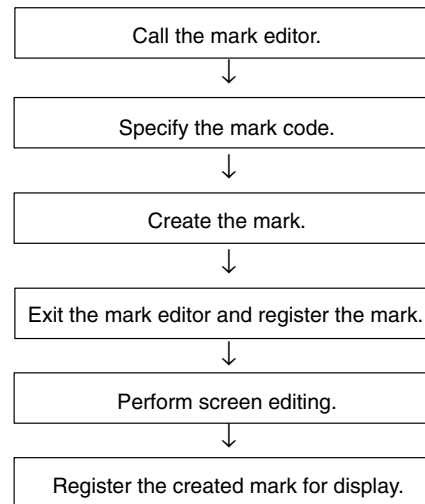 Call the mark editor.
Specify the mark code.
Create the mark.
Exit the mark editor and register the mark.
Perform screen editing.
Register the created mark for display.